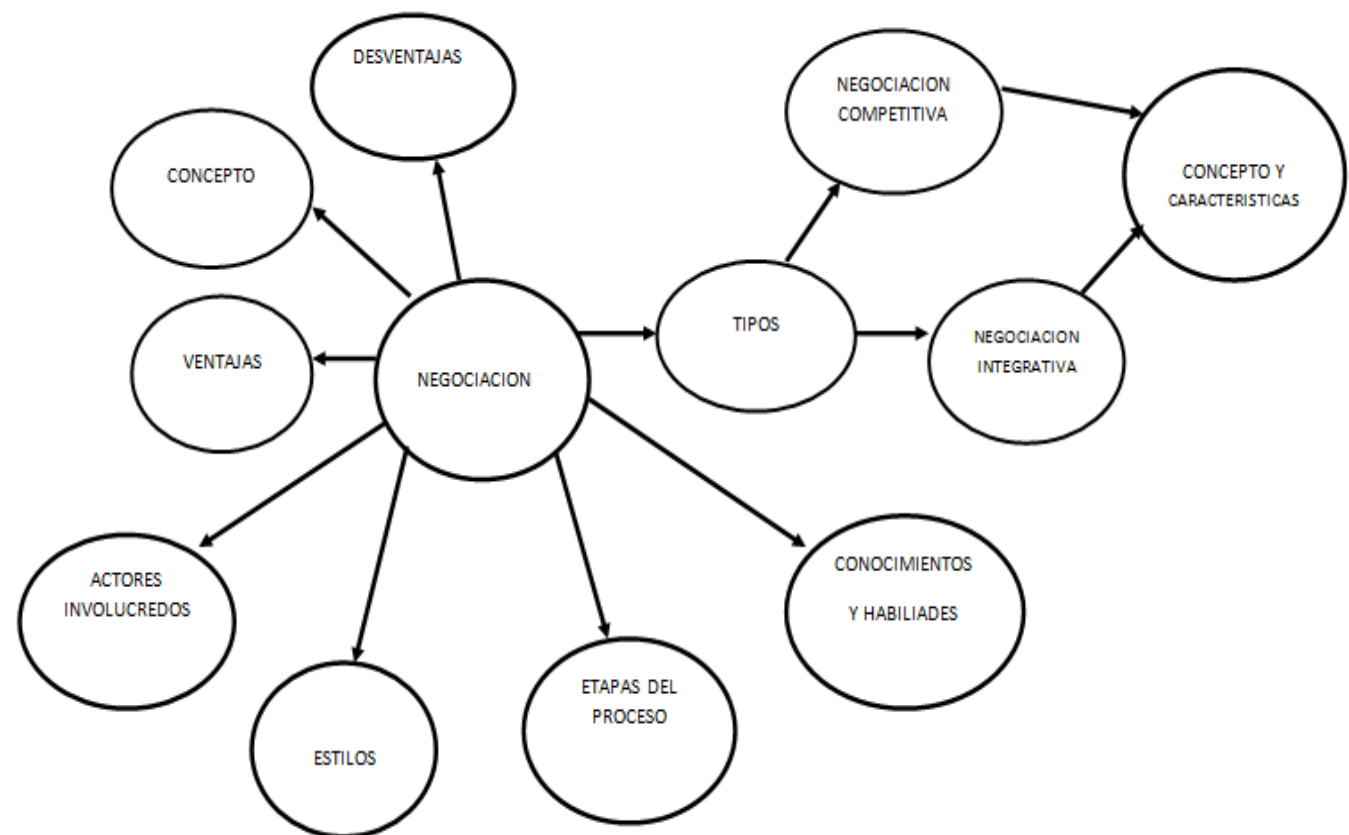 DESVENTAJAS
NEGOCIACION
COMPETITIVA
CONCEPTO
CONCEPTO Y
CARACTERISTICAS
VENTAJAS
NEGOCIACION
TIPOS
NEGOCIACION
INTEGRATIVA
ACTORES
INVOLUCREDOS
CONOCIMIENTOS
Y HABILIADES
ESTILOS
ETAPAS DEL
PROCESO